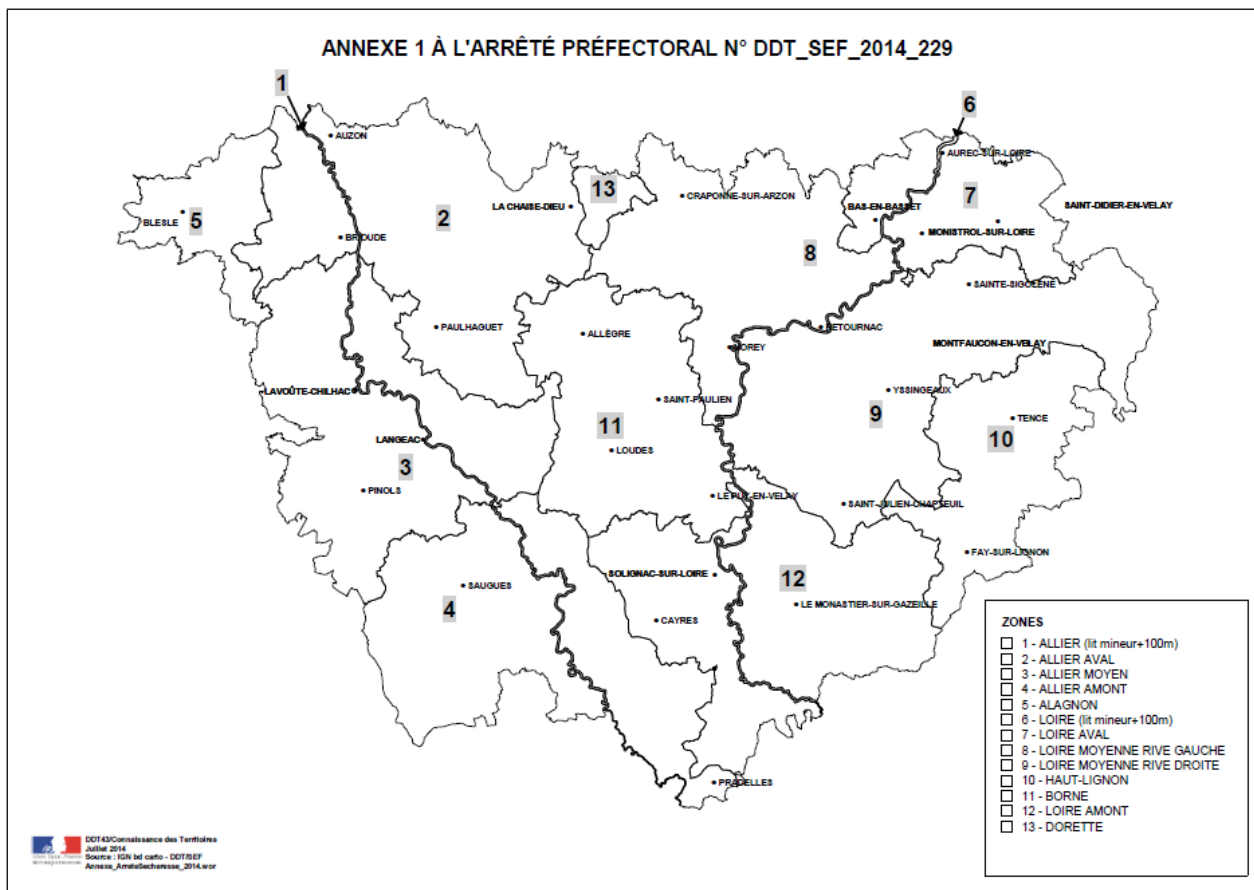 ANNEXE 1 À L'ARRÊTÉ PRÉFECTORAL N° DDT_SEF_2014_229
1
6
AUZON
AUREC-SUR-LOIRE
13
CRAPONNE-SUR-ARZON
7
SAINT-DIDIER-EN-VELAY
LA CHAISE-DIEU
BAS-EN-BASSET
BLESLE
5
2
MONISTROL-SUR-LOIRE
BRIOUDE
8
SAINTE-SIGOLÈNE
PAULHAGUET
ALLÈGRE
RETOURNAC
VOREY
MONTFAUCON-EN-VELAY
LAVOÛTE-CHILHAC
YSSINGEAUX
SAINT-PAULIEN
9
TENCE
10
11
LANGEAC
LOUDES
3
PINOLS
LE PUY-EN-VELAY
SAINT-JULIEN-CHAPTEUIL
FAY-SUR-LIGNON
SOLIGNAC-SUR-LOIRE
12
SAUGUES
4
LE MONASTIER-SUR-GAZEILLE
CAYRES
PRADELLES
ZONES
1 - ALLIER (lit mineur+100m)
2 - ALLIER AVAL
3 - ALLIER MOYEN
4 - ALLIER AMONT
5 - ALAGNON
6 - LOIRE (lit mineur+100m)
7 - LOIRE AVAL
8 - LOIRE MOYENNE RIVE GAUCHE
9 - LOIRE MOYENNE RIVE DROITE
10 - HAUT-LIGNON
11 - BORNE
12 - LOIRE AMONT
13 - DORETTE
DDT43/Connaissance des Territoires
Juillet 2014
Source : IGN bd carto - DDT/SEF
Annexe_ArreteSecheresse_2014.wor